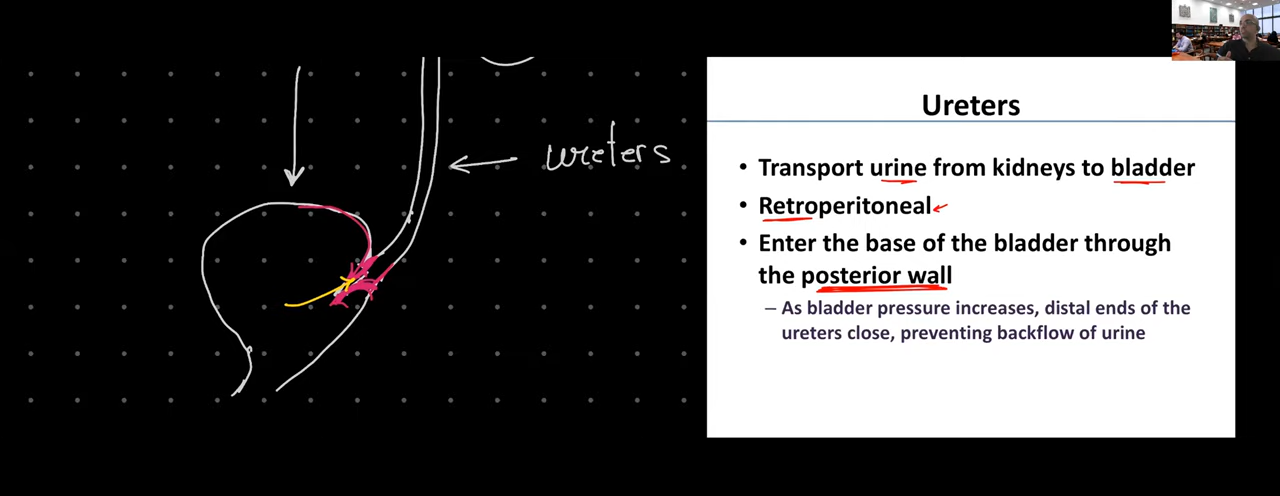 ureters
Ureters
• Transport urine from kidneys to bladder
• Retroperitoneal
• Enter the base of the bladder through
the posterior wall
– As bladder pressure increases, distal ends of the
ureters close, preventing backflow of urine